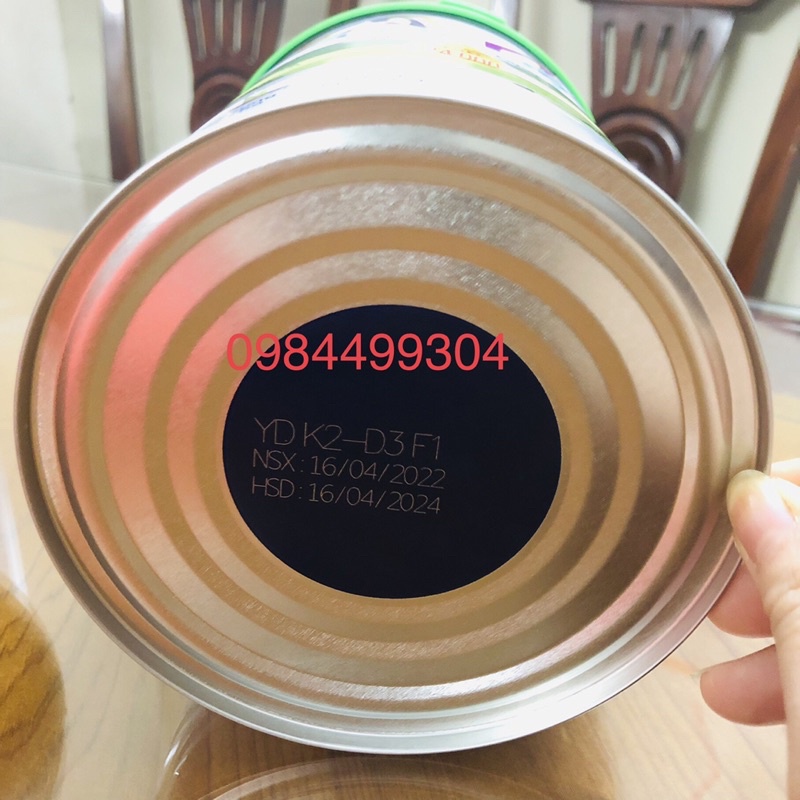 0984499304
YD K2-D3 F1
NSX : 16/04/2022
HSD : 16/04/2024